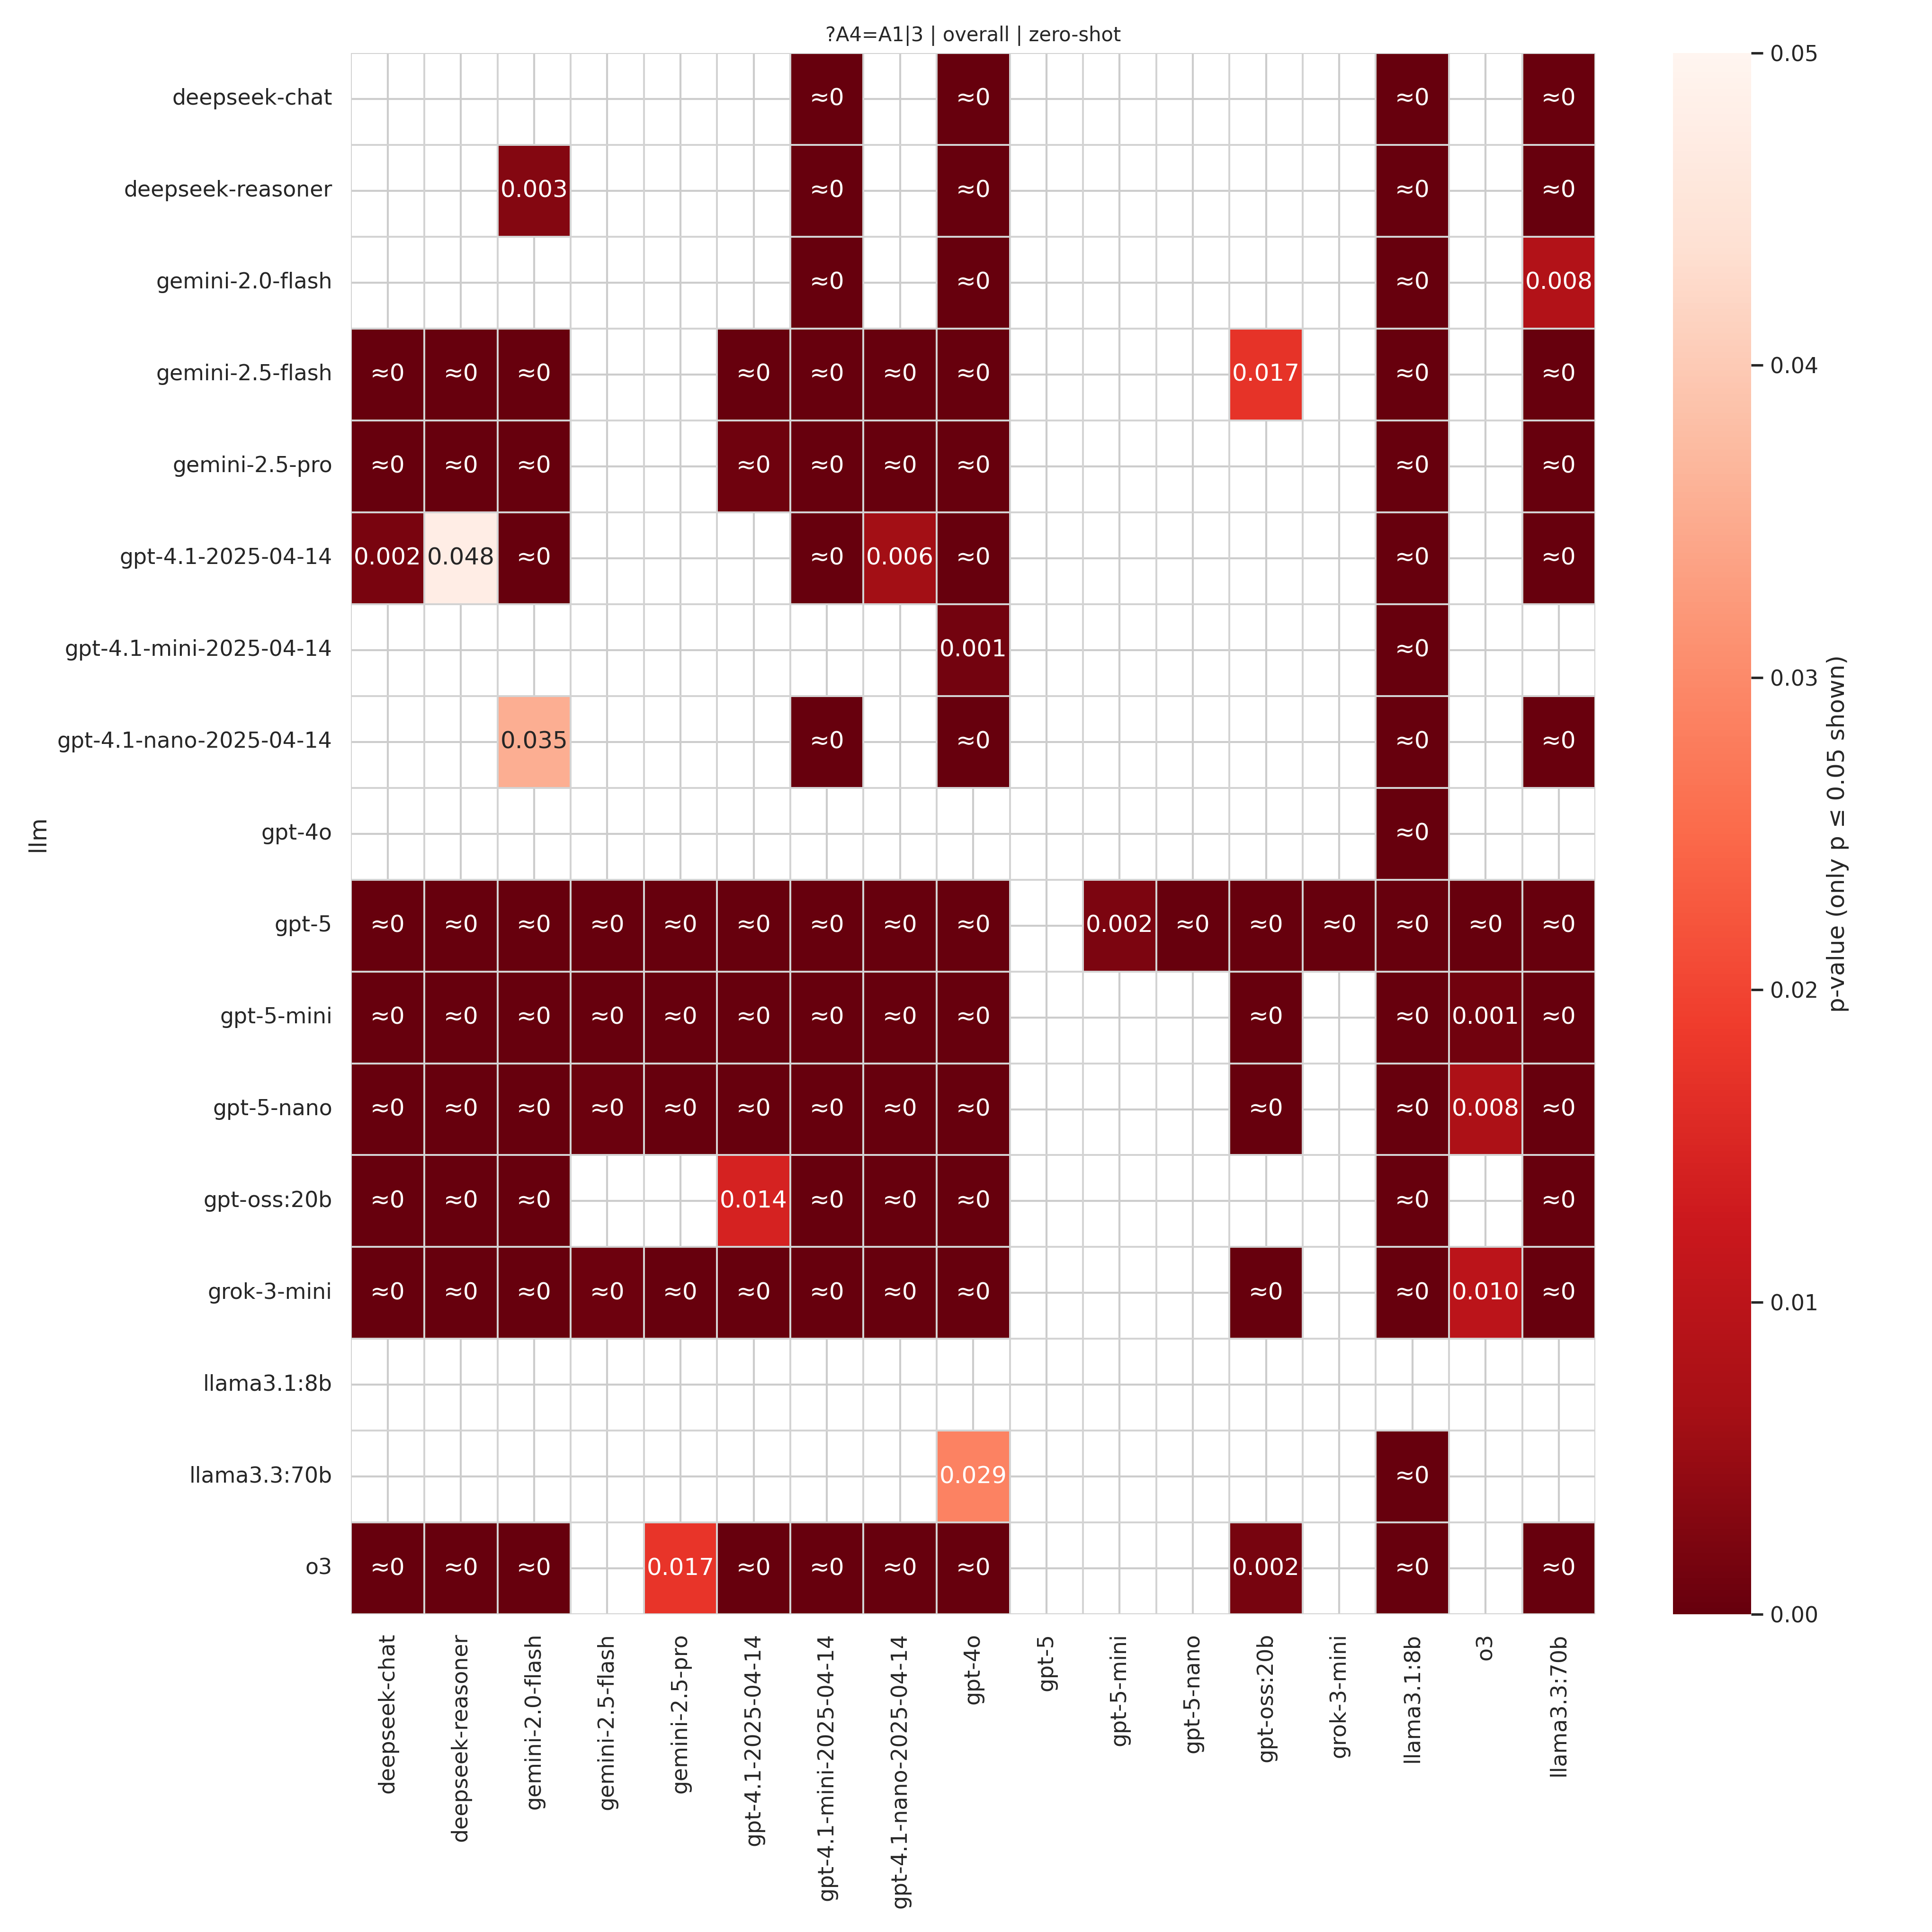 ?A4=A1|3 | overall | zero-shot
deepseek-chat ≈0 ≈0 ≈0 ≈0
deepseek-reasoner 0.003 ≈0 ≈0 ≈0 ≈0
gemini-2.0-flash ≈0 ≈0 ≈0 0.008
gemini-2.5-flash ≈0 ≈0 ≈0 ≈0 ≈0 ≈0 ≈0 0.017 ≈0 ≈0
gemini-2.5-pro ≈0 ≈0 ≈0 ≈0 ≈0 ≈0 ≈0 ≈0 ≈0
gpt-4.1-2025-04-14 0.002 0.048 ≈0 ≈0 0.006 ≈0 ≈0 ≈0
gpt-4.1-mini-2025-04-14 0.001 ≈0
gpt-4.1-nano-2025-04-14 0.035 ≈0 ≈0 ≈0 ≈0
gpt-4o ≈0
gpt-5 ≈0 ≈0 ≈0 ≈0 ≈0 ≈0 ≈0 ≈0 ≈0 0.002 ≈0 ≈0 ≈0 ≈0 ≈0 ≈0
gpt-5-mini ≈0 ≈0 ≈0 ≈0 ≈0 ≈0 ≈0 ≈0 ≈0 ≈0 ≈0 0.001 ≈0
gpt-5-nano ≈0 ≈0 ≈0 ≈0 ≈0 ≈0 ≈0 ≈0 ≈0 ≈0 ≈0 0.008 ≈0
gpt-oss:20b ≈0 ≈0 ≈0 0.014 ≈0 ≈0 ≈0 ≈0 ≈0
grok-3-mini ≈0 ≈0 ≈0 ≈0 ≈0 ≈0 ≈0 ≈0 ≈0 ≈0 ≈0 0.010 ≈0
llama3.1:8b
llama3.3:70b 0.029 ≈0
o3 ≈0 ≈0 ≈0 0.017 ≈0 ≈0 ≈0 ≈0 0.002 ≈0 ≈0
llm
deepseek-chat
deepseek-reasoner
gemini-2.0-flash
gemini-2.5-flash
gemini-2.5-pro
gpt-4.1-2025-04-14
gpt-4.1-mini-2025-04-14
gpt-4.1-nano-2025-04-14
gpt-4o
gpt-5
gpt-5-mini
gpt-5-nano
gpt-oss:20b
grok-3-mini
llama3.1:8b
o3
llama3.3:70b
0.05
0.04
0.03
0.02
0.01
0.00
p-value (only p ≤ 0.05 shown)